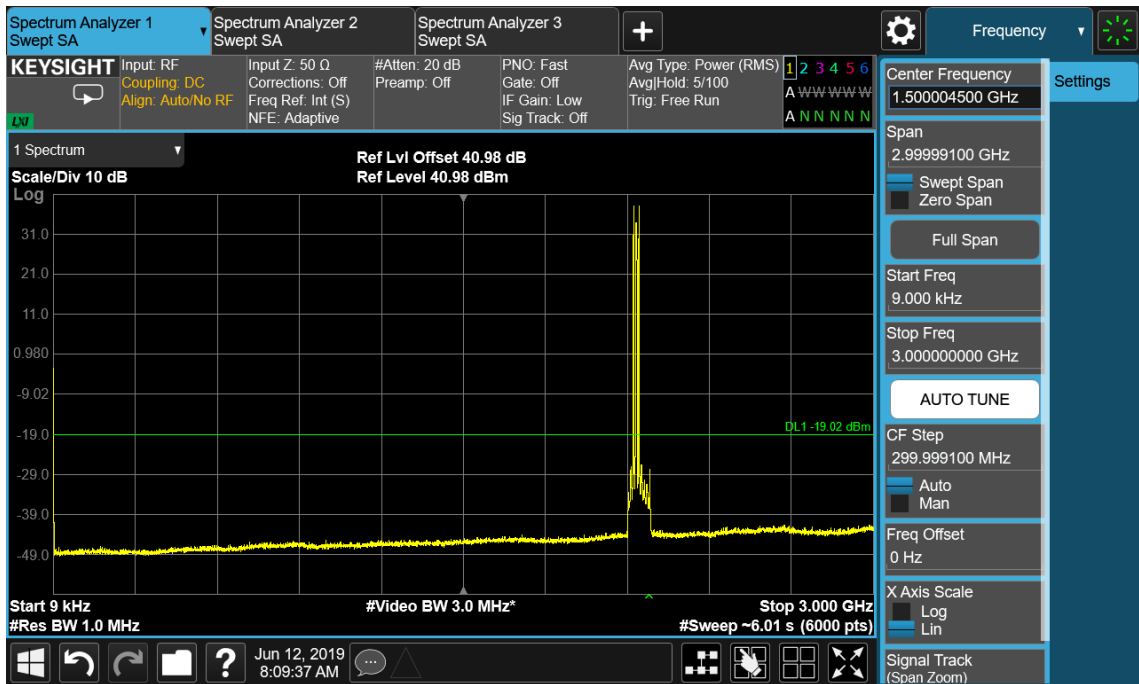 Spectrum Analyzer 1
Swept SA
Spectrum Analyzer 2
Swept SA
Spectrum Analyzer 3
Swept SA
Frequency
KEYSIGHT
LXI
Input: RF
Coupling: DC
Align: Auto/No RF
Input Z: 50 Ω
Corrections: Off
Freq Ref: Int (S)
NFE: Adaptive
#Atten: 20 dB
Preamp: Off
PNO: Fast
Gate: Off
IF Gain: Low
Sig Track: Off
Avg Type: Power (RMS)
Avg|Hold: 5/100
Trig: Free Run
1 2 3 4 5 6
A W W W W W
A N N N N N
1 Spectrum
Scale/Div 10 dB
Ref Lvl Offset 40.98 dB
Ref Level 40.98 dBm
Log
31.0
21.0
11.0
0.980
-9.02
-19.0
-29.0
-39.0
-49.0
DL1 -19.02 dBm
Start 9 kHz
#Res BW 1.0 MHz
#Video BW 3.0 MHz*
Stop 3.000 GHz
#Sweep ~6.01 s (6000 pts)
Center Frequency
1.500004500 GHz
Span
2.99999100 GHz
Swept Span
Zero Span
Full Span
Start Freq
9.000 kHz
Stop Freq
3.000000000 GHz
AUTO TUNE
CF Step
299.999100 MHz
Auto
Man
Freq Offset
0 Hz
X Axis Scale
Log
Lin
Signal Track
(Span Zoom)
Settings
?
Jun 12, 2019
8:09:37 AM